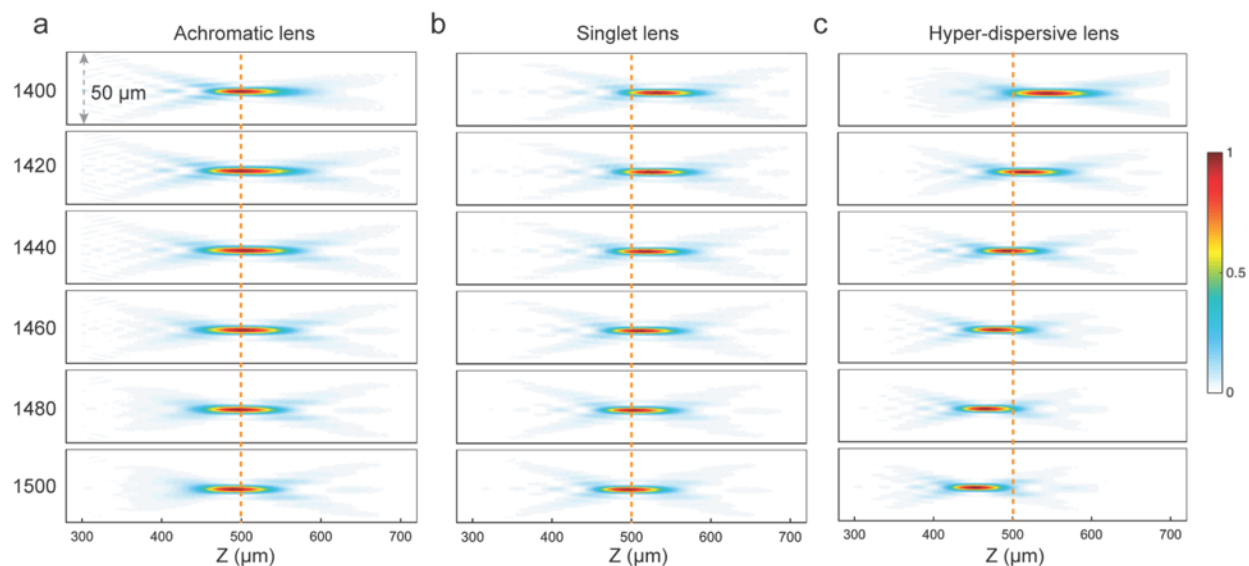 a Achromatic lens b Singlet lens c Hyper-dispersive lens
1400 50 μm
1420
1
1440
1460
0.5
1480
0
1500
300 400 500 600 700 300 400 500 600 700 300 400 500 600 700
Z (μm) Z (μm) Z (μm)